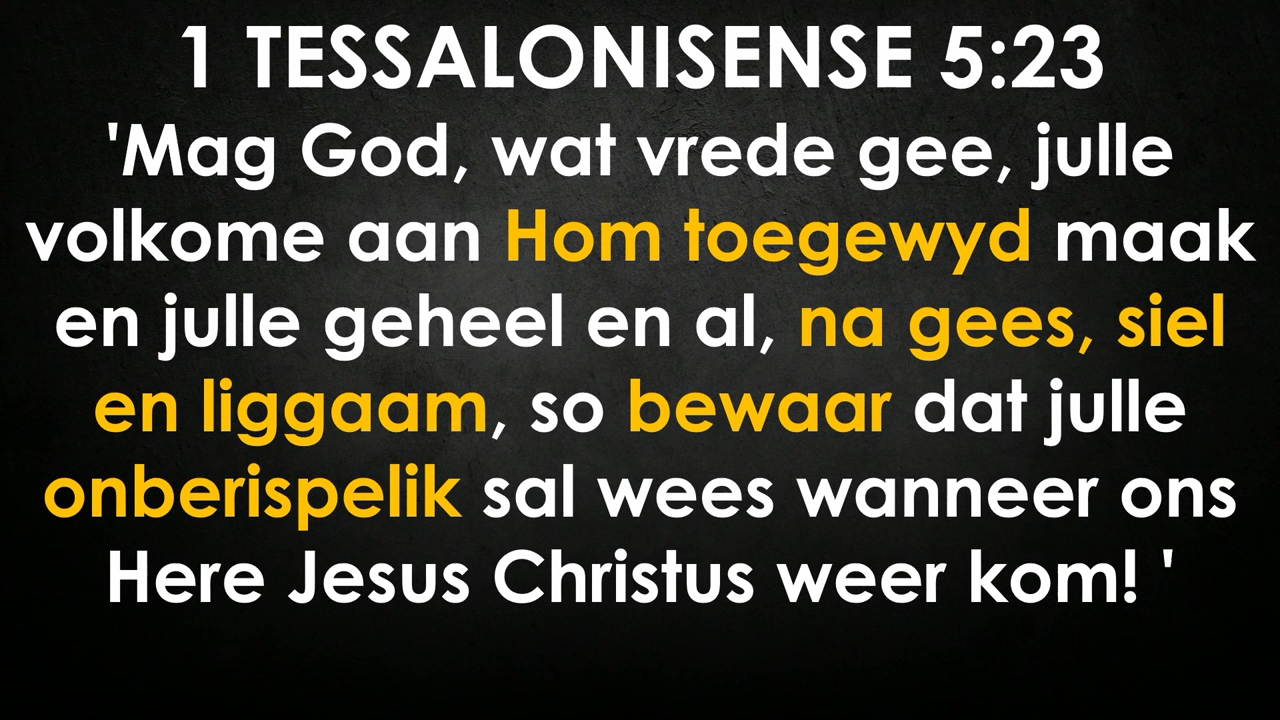 1 TESSALONISENSE 5:23
'Mag God, wat vrede gee, julle
volkome aan Hom toegewyd maak
en julle geheel en al, na gees, siel
en liggaam, so bewaar dat julle
onberispelik sal wees wanneer ons
Here Jesus Christus weer kom! '